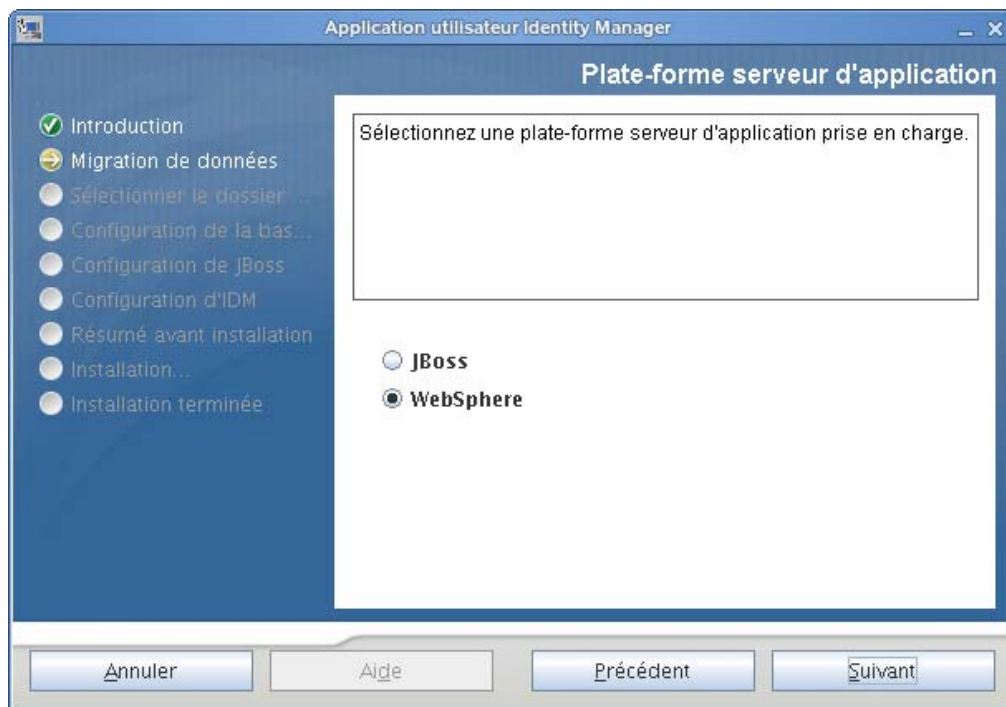 Application utilisateur Identity Manager
Plate-forme serveur d'application
Introduction
Migration de données
Sélectionner le dossier ...
Configuration de la bas...
Configuration de JBoss
Configuration d'IDM
Résumé avant installation
Installation...
Installation terminée
Sélectionnez une plate-forme serveur d'application prise en charge.
JBoss
WebSphere
Annuler
Aide
Précédent
Suivant